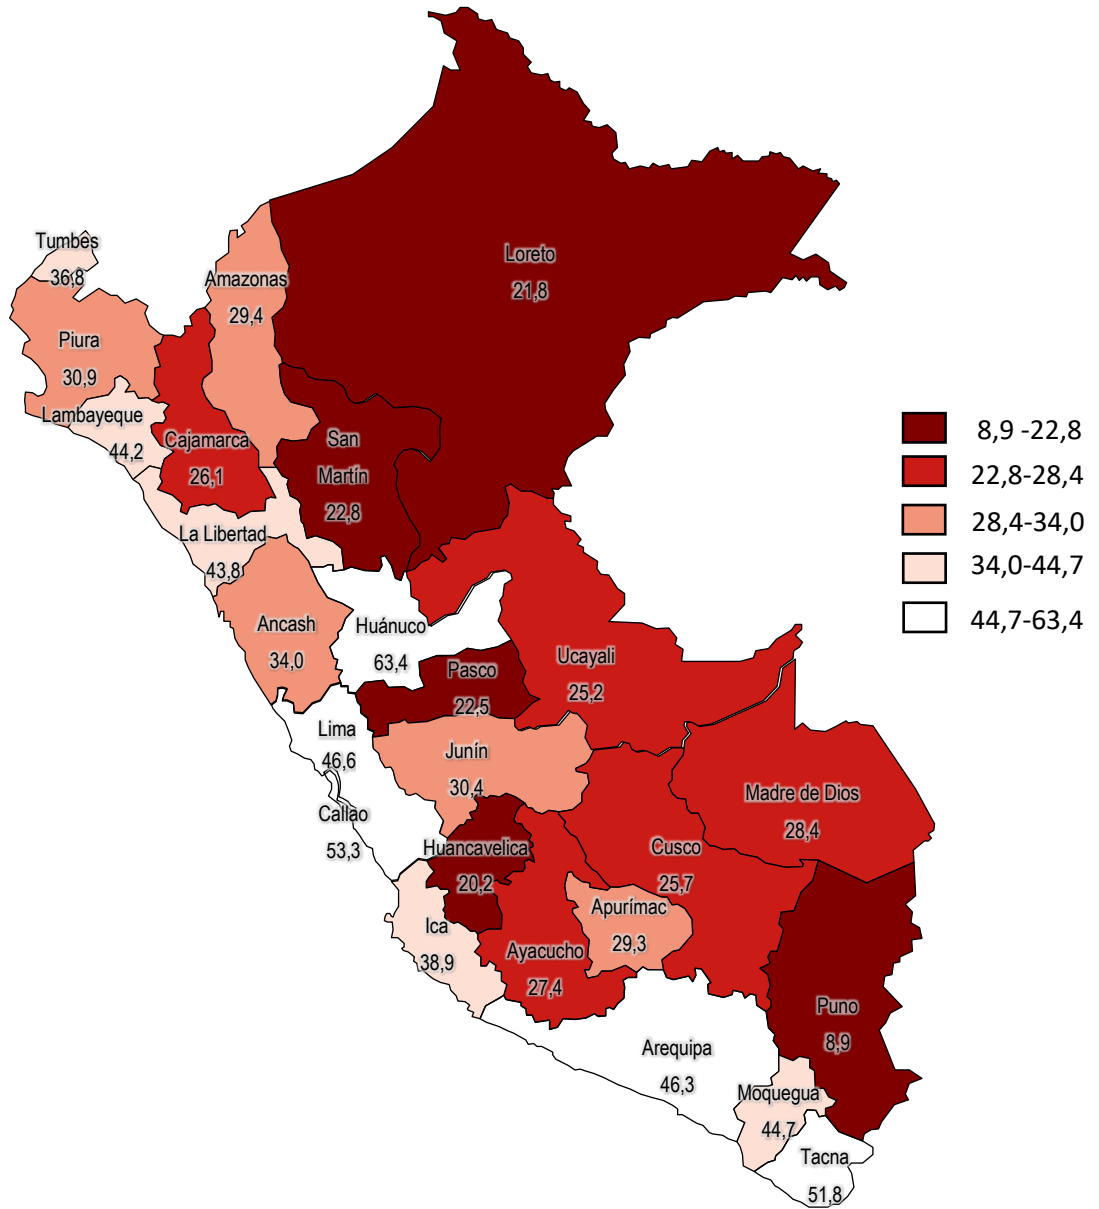 Tumbes
36,8
Amazonas
29,4
Loreto
21,8
Piura
30,9
Lambayeque
44,2
Cajamarca
26,1
San
Martín
22,8
La Libertad
43,8
Ancash
34,0
Huánuco
63,4
Pasco
22,5
Ucayali
25,2
Lima
46,6
Junín
30,4
Callao
53,3
Madre de Dios
28,4
Huancavelica
20,2
Cusco
25,7
Ica
38,9
Ayacucho
27,4
Apurímac
29,3
Puno
8,9
Arequipa
46,3
Moquegua
44,7
Tacna
51,8
8,9 -22,8
22,8-28,4
28,4-34,0
34,0-44,7
44,7-63,4